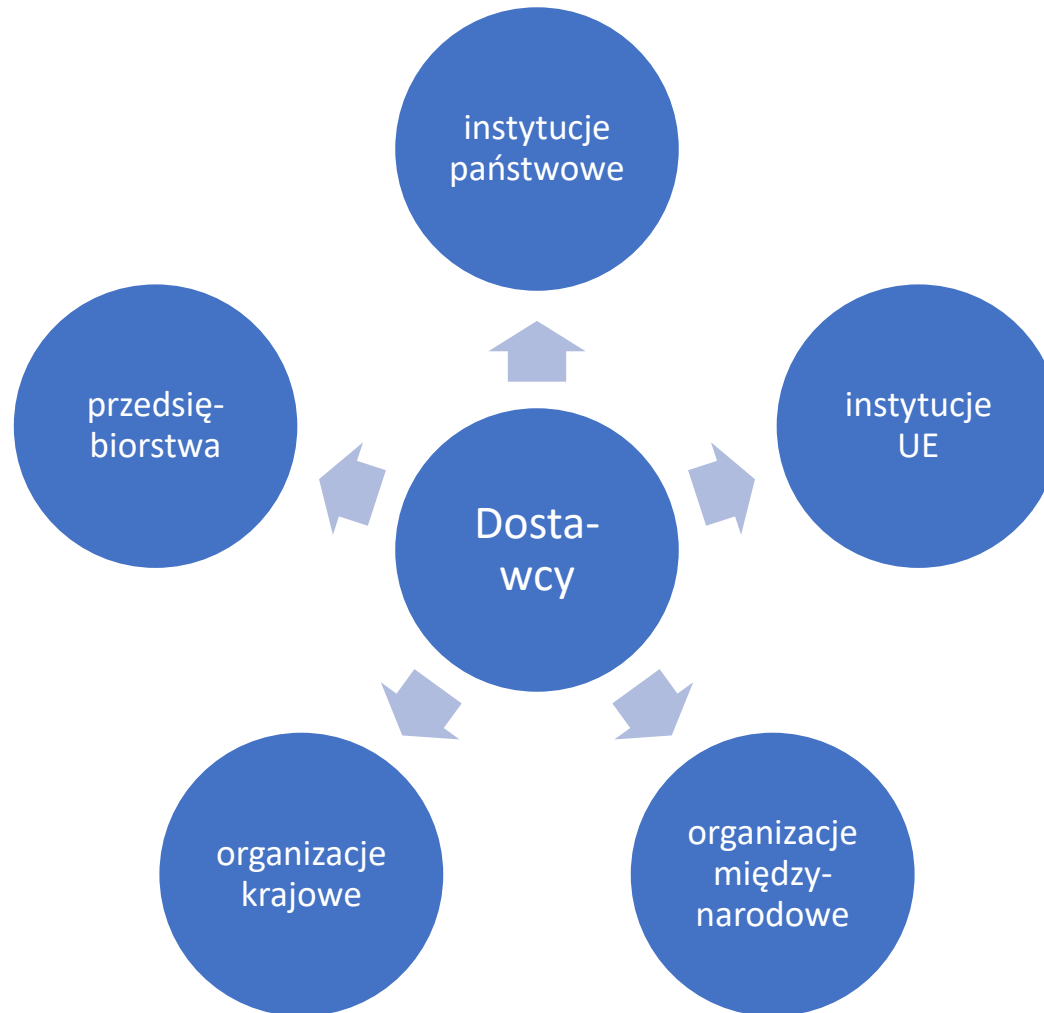 instytucje
państwowe
przedsię-
biorstwa
instytucje
UE
Dosta-
wcy
organizacje
krajowe
organizacje
między-
narodowe